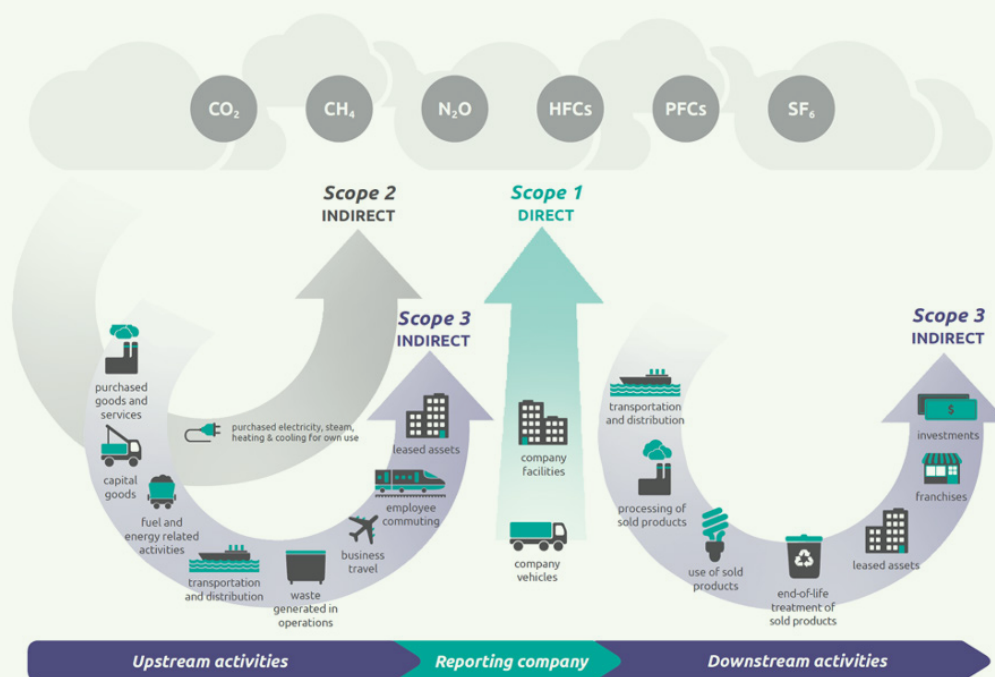 CO₂
CH₄
N₂O
HFCs
PFCs
SF₆
Scope 2
INDIRECT
Scope 1
DIRECT
Scope 3
INDIRECT
Scope 3
INDIRECT
purchased
goods and
services
capital
goods
fuel and
energy related
activities
transportation
and distribution
waste
generated in
operations
business
travel
employee
commuting
leased assets
purchased electricity, steam,
heating & cooling for own use
company
facilities
company
vehicles
transportation
and distribution
processing of
sold products
use of sold
products
end-of-life
treatment of
sold products
leased assets
franchises
$
investments
Upstream activities
Reporting company
Downstream activities